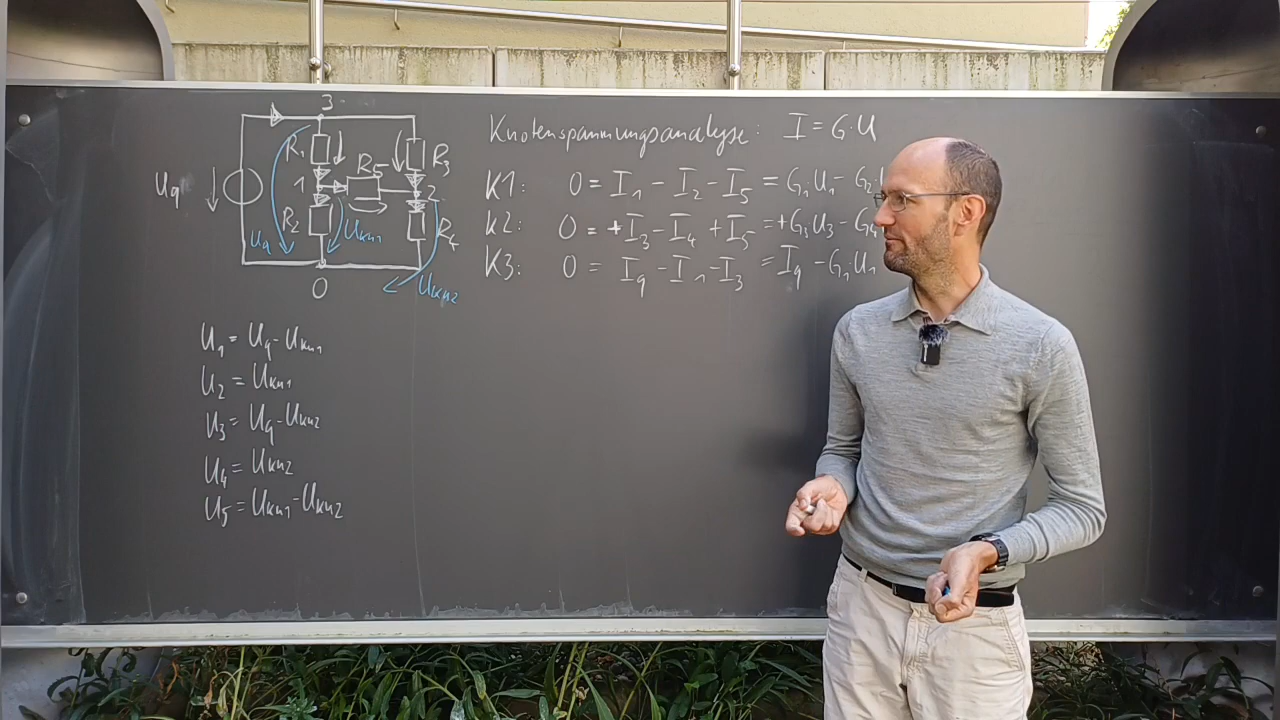 3
Knotenspannungsanalyse: I = G·U
R₁ R₅ R₃
Uq 1 2
K1: 0 = I₁ - I₂ - I₅ = G₁U₁ - G₂
R₂ R₄
Uq Ukn1
K2: 0 = +I₃ - I₄ + I₅ = +G₃U₃ - G₄
K3: 0 = Iq - I₁ - I₃ = Iq - G₁·U₁
0 Ukn2
U₁ = Uq - Ukn1
U₂ = Ukn1
U₃ = Uq - Ukn2
U₄ = Ukn2
U₅ = Ukn1 - Ukn2